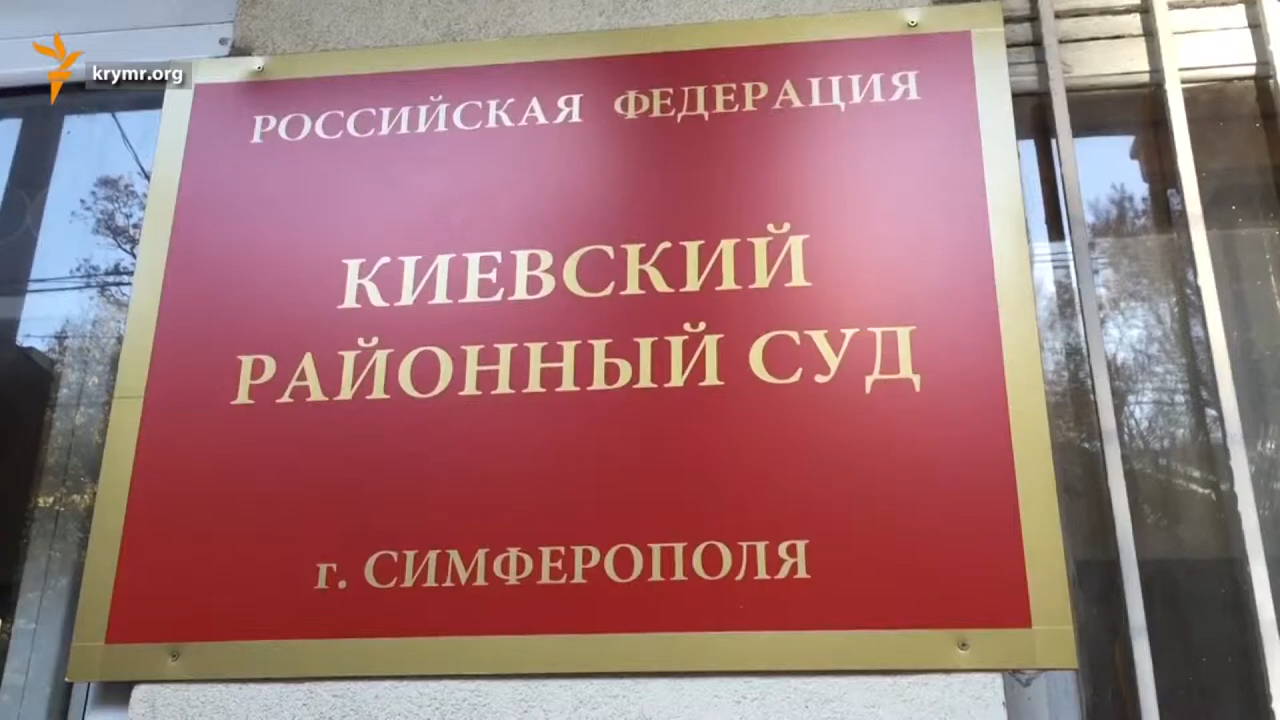 krymr.org
РОССИЙСКАЯ ФЕДЕРАЦИЯ
КИЕВСКИЙ
РАЙОННЫЙ СУД
г. СИМФЕРОПОЛЯ